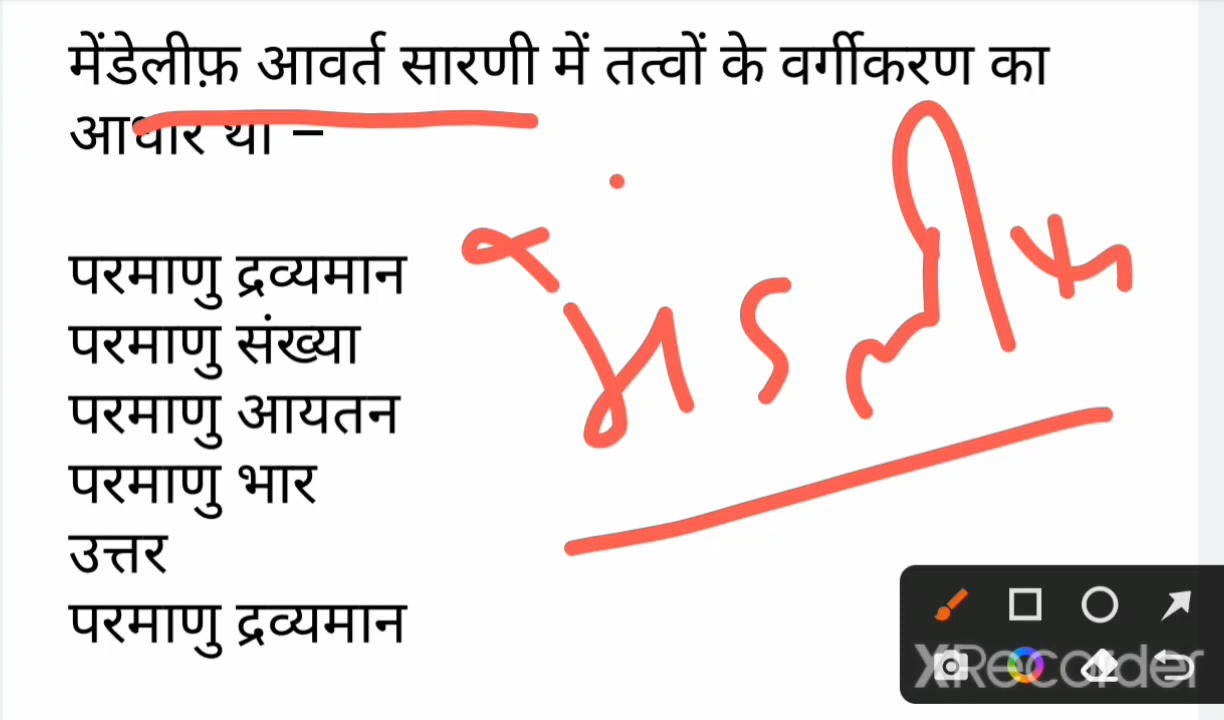 मेंडेलीफ़ आवर्त सारणी में तत्वों के वर्गीकरण का
आधार था –
परमाणु द्रव्यमान
परमाणु संख्या
परमाणु आयतन
परमाणु भार
उत्तर
परमाणु द्रव्यमान
XRecorder